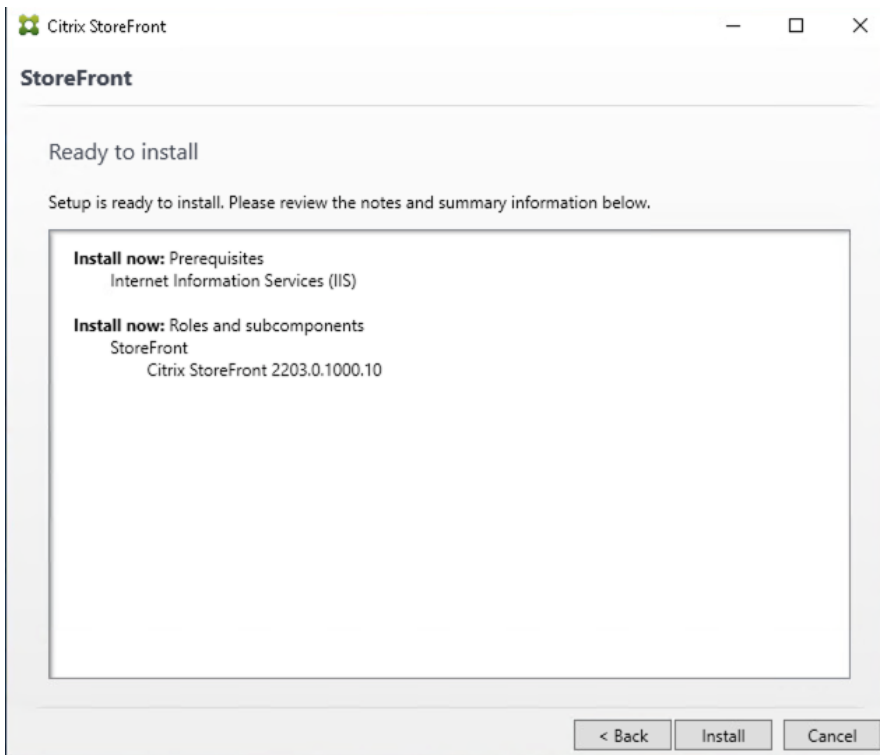 Citrix StoreFront
StoreFront
Ready to install
Setup is ready to install. Please review the notes and summary information below.
Install now: Prerequisites
Internet Information Services (IIS)
Install now: Roles and subcomponents
StoreFront
Citrix StoreFront 2203.0.1000.10
< Back Install Cancel